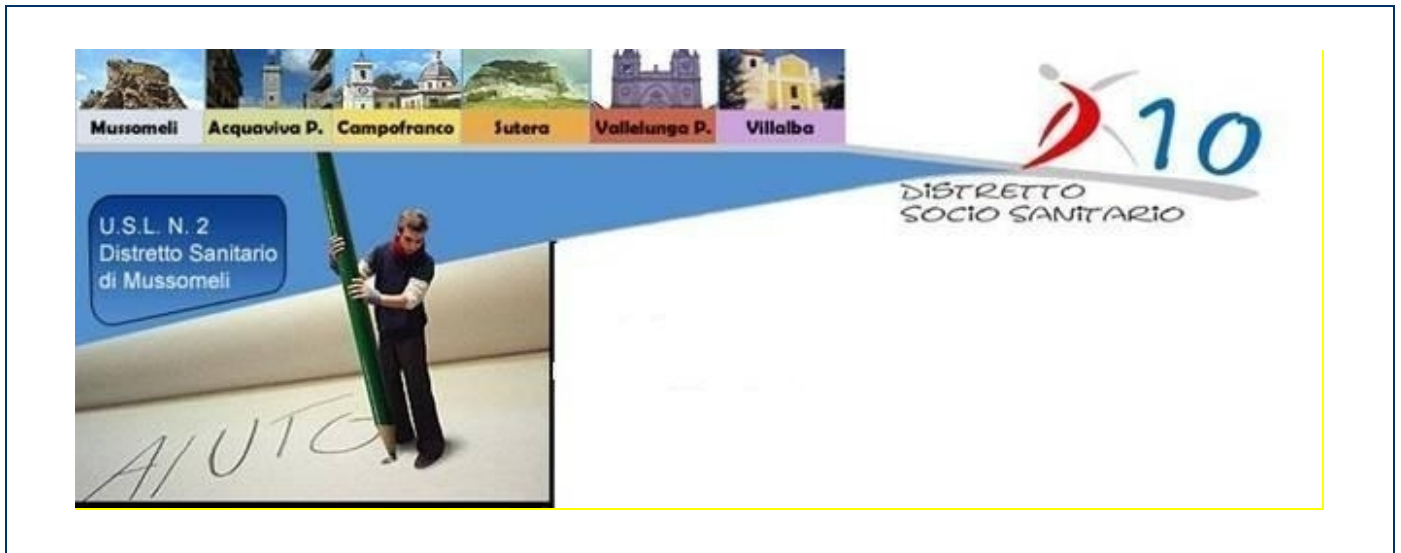 Mussomeli
Acquaviva P.
Campofranco
Sutera
Vallelunga P.
Villalba
10
DISTRETTO
SOCIO SANITARIO
U.S.L. N. 2
Distretto Sanitario
di Mussomeli
AIUTO